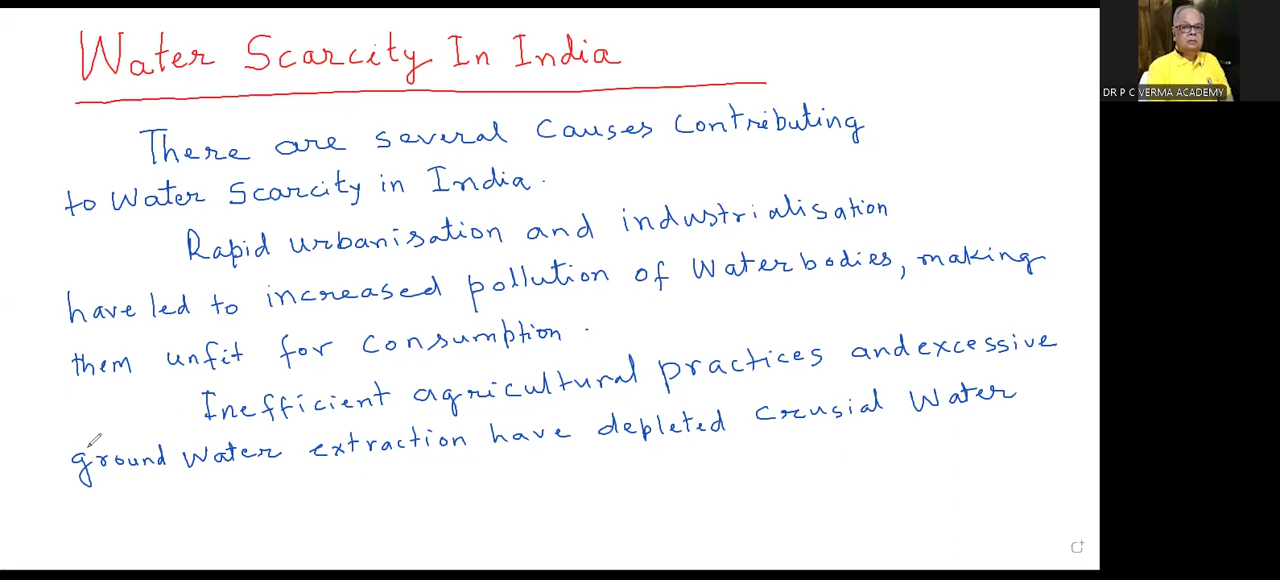 Water Scarcity In India
DR P C VERMA ACADEMY
There are several causes contributing
to Water Scarcity in India.
Rapid urbanisation and industrialisation
have led to increased pollution of Water bodies, making
them unfit for consumption.
Inefficient agricultural practices and excessive
ground water extraction have depleted crusial Water